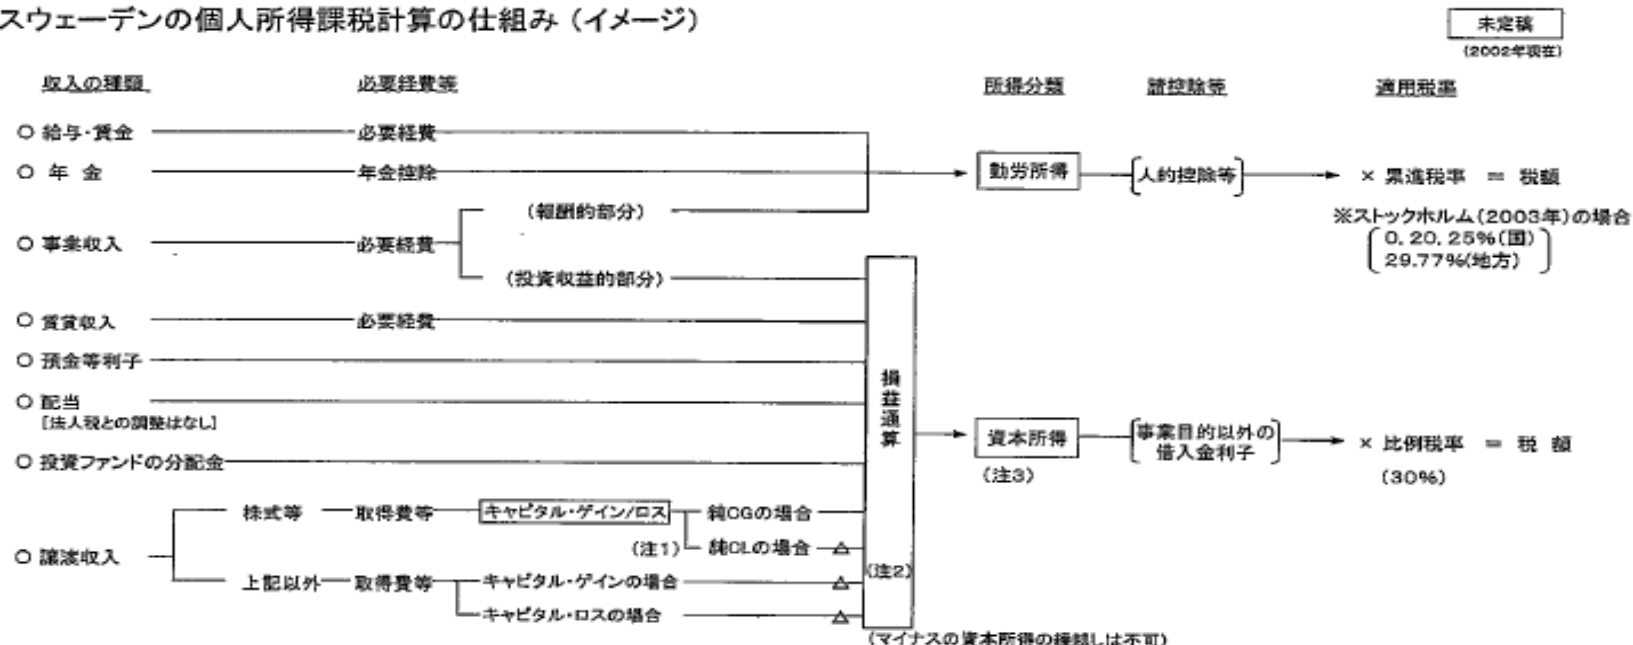 スウェーデンの個人所得課税計算の仕組み(イメージ)
未定稿
(2002年現在)
収入の種類 必要経費等 所得分類 諸控除等 適用税率
○ 給与・賃金 必要経費
○ 年 金 年金控除 勤労所得 人的控除等 × 累進税率 = 税額
(報酬的部分)
※ストックホルム(2003年)の場合
0, 20, 25%(国)
29.77%(地方)
○ 事業収入 必要経費
(投資収益的部分)
○ 賃貸収入 必要経費
○ 預金等利子
○ 配当
[法人税との調整はなし]
損益通算
資本所得 事業目的以外の
借入金利子
× 比例税率 = 税 額
(注3)
(30%)
○ 投資ファンドの分配金
株式等 取得費等 キャピタル・ゲイン/ロス 純CGの場合
(注1) 純CLの場合 △
○ 譲渡収入
(注2)
上記以外 取得費等 キャピタル・ゲインの場合 △
キャピタル・ロスの場合 △
(マイナスの資本所得の繰越しは不可)